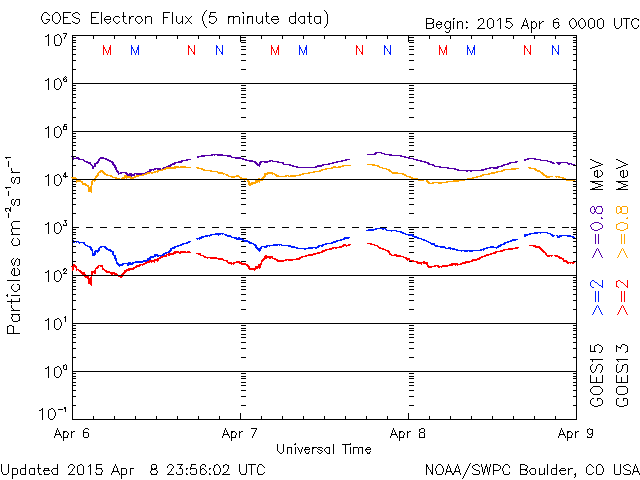 GOES Electron Flux (5 minute data)
Begin: 2015 Apr 6 0000 UTC
M M N N M M N N M M N N
10⁷
10⁶
10⁵
10⁴
10³
10²
10¹
10⁰
10⁻¹
Particles cm⁻²s⁻¹sr⁻¹
Apr 6 Apr 7 Apr 8 Apr 9
Universal Time
GOES15 >=2 >=0.8 MeV
GOES13 >=2 >=0.8 MeV
Updated 2015 Apr 8 23:56:02 UTC
NOAA/SWPC Boulder, CO USA